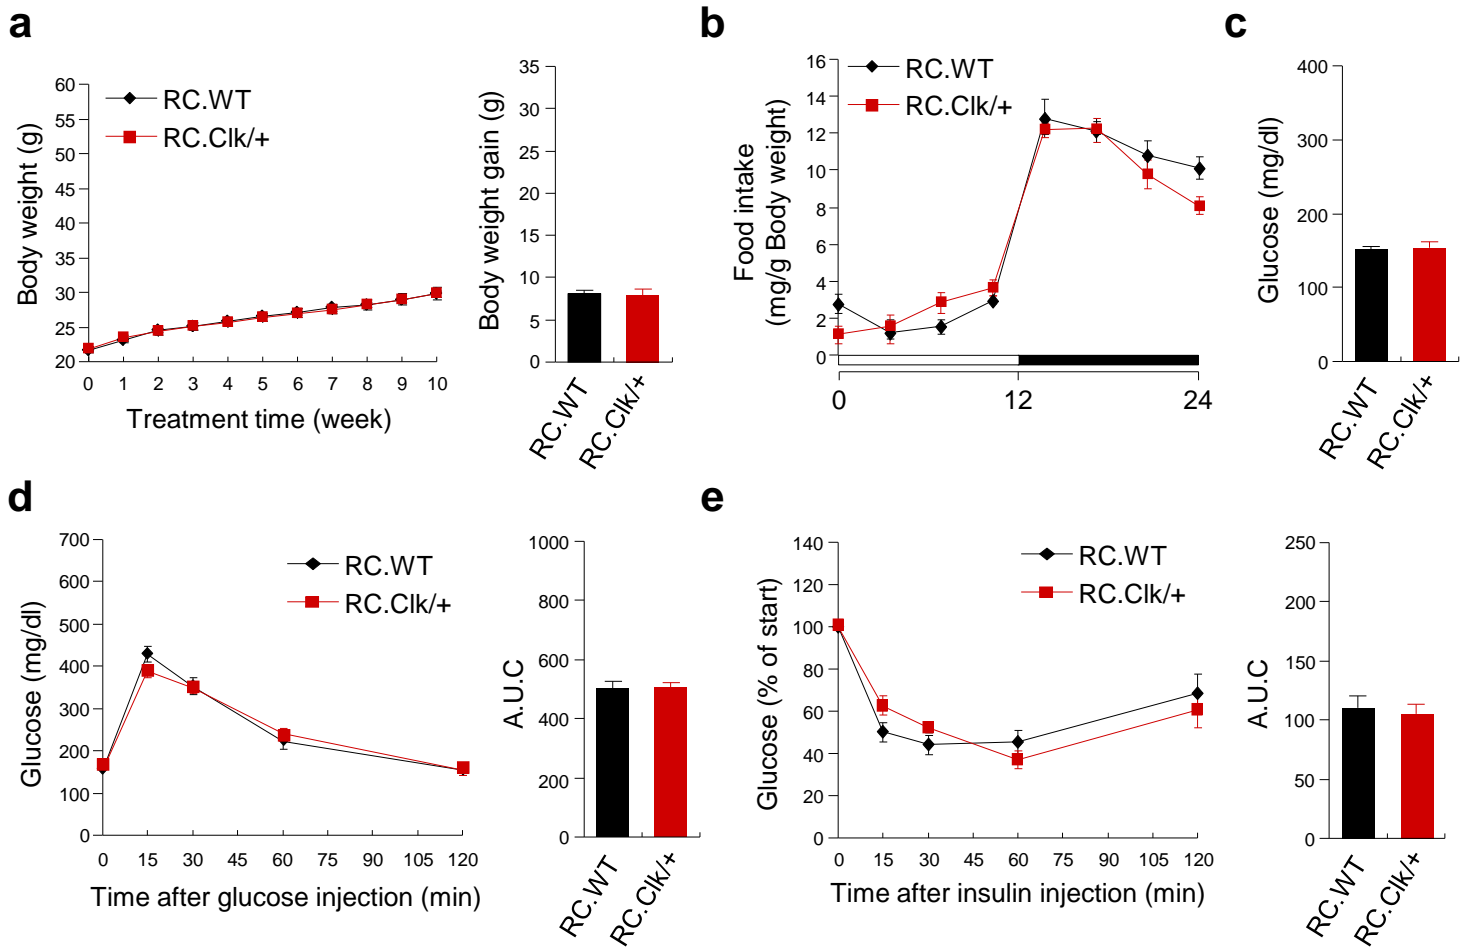 a
60
55
50
45
40
35
30
25
20
0 1 2 3 4 5 6 7 8 9 10
Body weight (g)
Treatment time (week)
RC.WT
RC.Clk/+
35
30
25
20
15
10
5
0
Body weight gain (g)
RC.WT
RC.Clk/+
b
16
14
12
10
8
6
4
2
0
Food intake
(mg/g Body weight)
RC.WT
RC.Clk/+
0 12 24
c
400
300
200
100
0
Glucose (mg/dl)
RC.WT
RC.Clk/+
d
700
600
500
400
300
200
100
0
Glucose (mg/dl)
RC.WT
RC.Clk/+
0 15 30 45 60 75 90 105 120
Time after glucose injection (min)
1000
800
600
400
200
0
A.U.C
RC.WT
RC.Clk/+
e
140
120
100
80
60
40
20
0
Glucose (% of start)
RC.WT
RC.Clk/+
0 15 30 45 60 75 90 105 120
Time after insulin injection (min)
250
200
150
100
50
0
A.U.C
RC.WT
RC.Clk/+